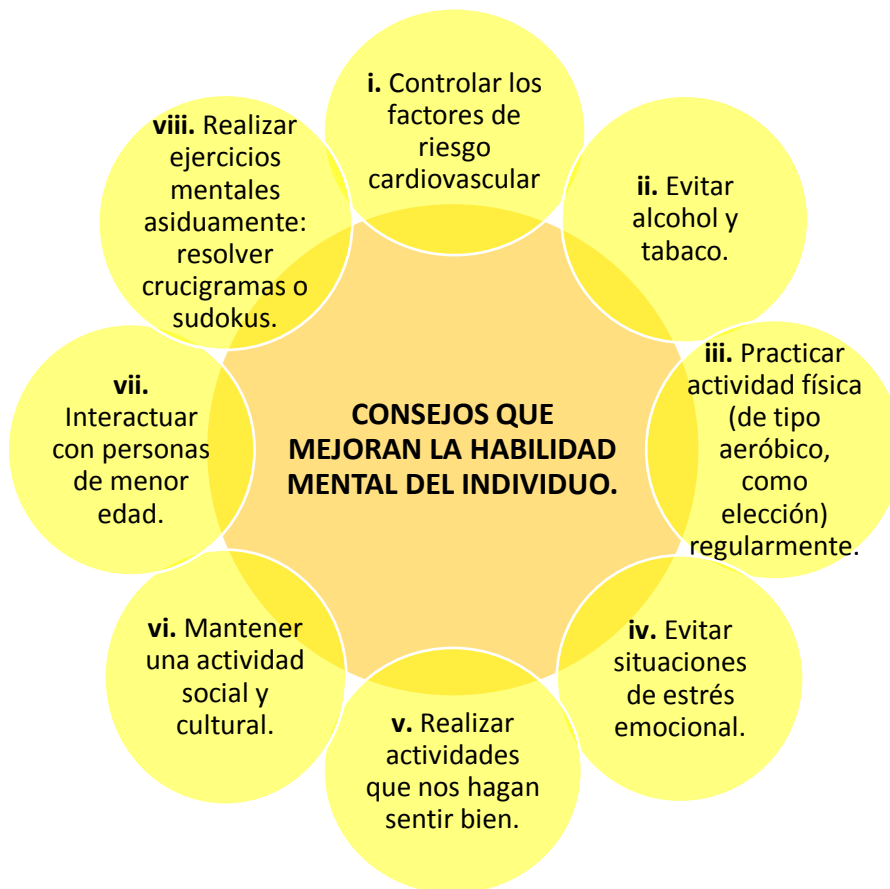 CONSEJOS QUE
MEJORAN LA HABILIDAD
MENTAL DEL INDIVIDUO.
i. Controlar los
factores de
riesgo
cardiovascular
ii. Evitar
alcohol y
tabaco.
iii. Practicar
actividad física
(de tipo
aeróbico,
como
elección)
regularmente.
iv. Evitar
situaciones
de estrés
emocional.
v. Realizar
actividades
que nos hagan
sentir bien.
vi. Mantener
una actividad
social y
cultural.
vii.
Interactuar
con personas
de menor
edad.
viii. Realizar
ejercicios
mentales
asiduamente:
resolver
crucigramas o
sudokus.